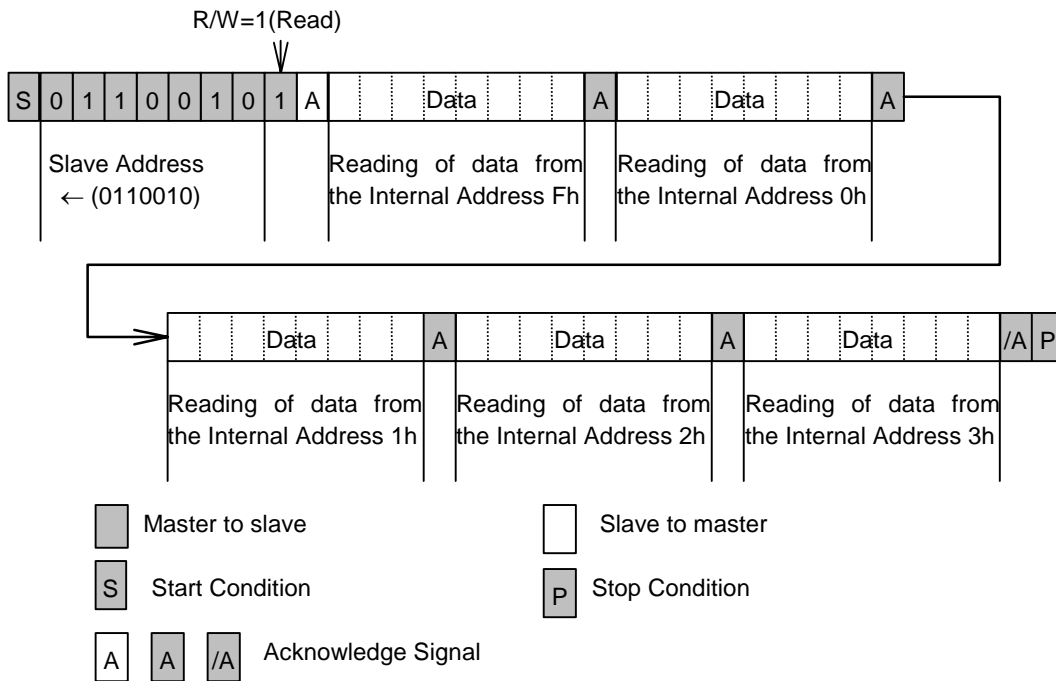 R/W=1(Read)
S 0 1 1 0 0 1 0 1 A Data A Data A
Slave Address
← (0110010)
Reading of data from
the Internal Address Fh
Reading of data from
the Internal Address 0h
Data A Data A Data /A P
Reading of data from
the Internal Address 1h
Reading of data from
the Internal Address 2h
Reading of data from
the Internal Address 3h
Master to slave
Slave to master
S Start Condition
P Stop Condition
A A /A Acknowledge Signal